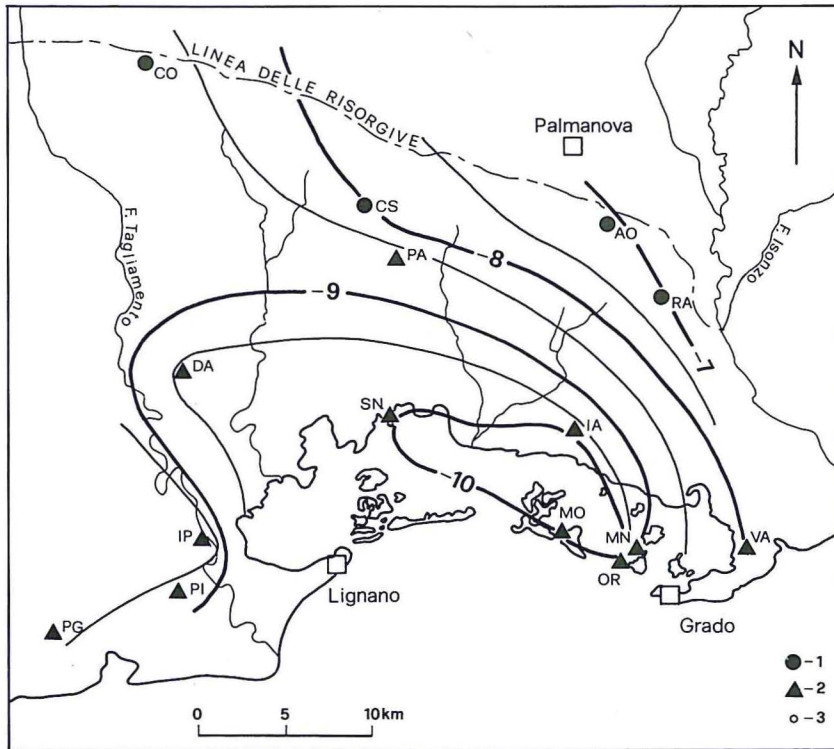 N
LINEA DELLE RISORGIVE
CO
Palmanova
CS
AO
F. Tagliamento
F. Isonzo
PA
-8
RA
-9
-7
DA
SN
IA
-10
MO
MN
VA
IP
OR
PI
Lignano
Grado
PG
-1
-2
-3
0 5 10km